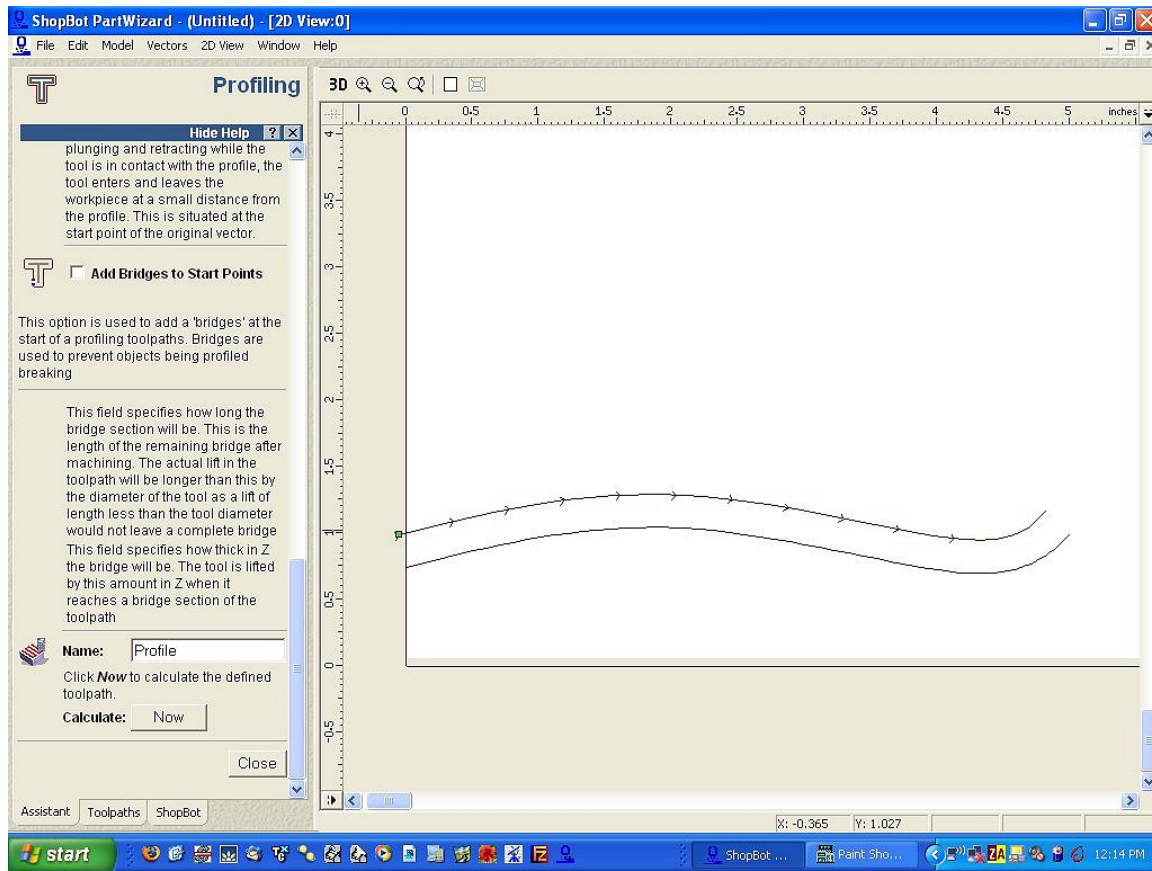 ShopBot PartWizard - (Untitled) - [2D View:0]
File Edit Model Vectors 2D View Window Help
Profiling
Hide Help ? X
plunging and retracting while the
tool is in contact with the profile, the
tool enters and leaves the
workpiece at a small distance from
the profile. This is situated at the
start point of the original vector.
Add Bridges to Start Points
This option is used to add a 'bridges' at the
start of a profiling toolpaths. Bridges are
used to prevent objects being profiled
breaking
This field specifies how long the
bridge section will be. This is the
length of the remaining bridge after
machining. The actual lift in the
toolpath will be longer than this by
the diameter of the tool as a lift of
length less than the tool diameter
would not leave a complete bridge
This field specifies how thick in Z
the bridge will be. The tool is lifted
by this amount in Z when it
reaches a bridge section of the
toolpath
Name: Profile
Click Now to calculate the defined
toolpath.
Calculate: Now
Close
Assistant Toolpaths ShopBot
3D
0 0.5 1 1.5 2 2.5 3 3.5 4 4.5 5 inches
4
3.5
3
2.5
2
1.5
1
0.5
0
-0.5
X: -0.365 Y: 1.027
start
ShopBot ...
Paint Sho...
ZA
12:14 PM